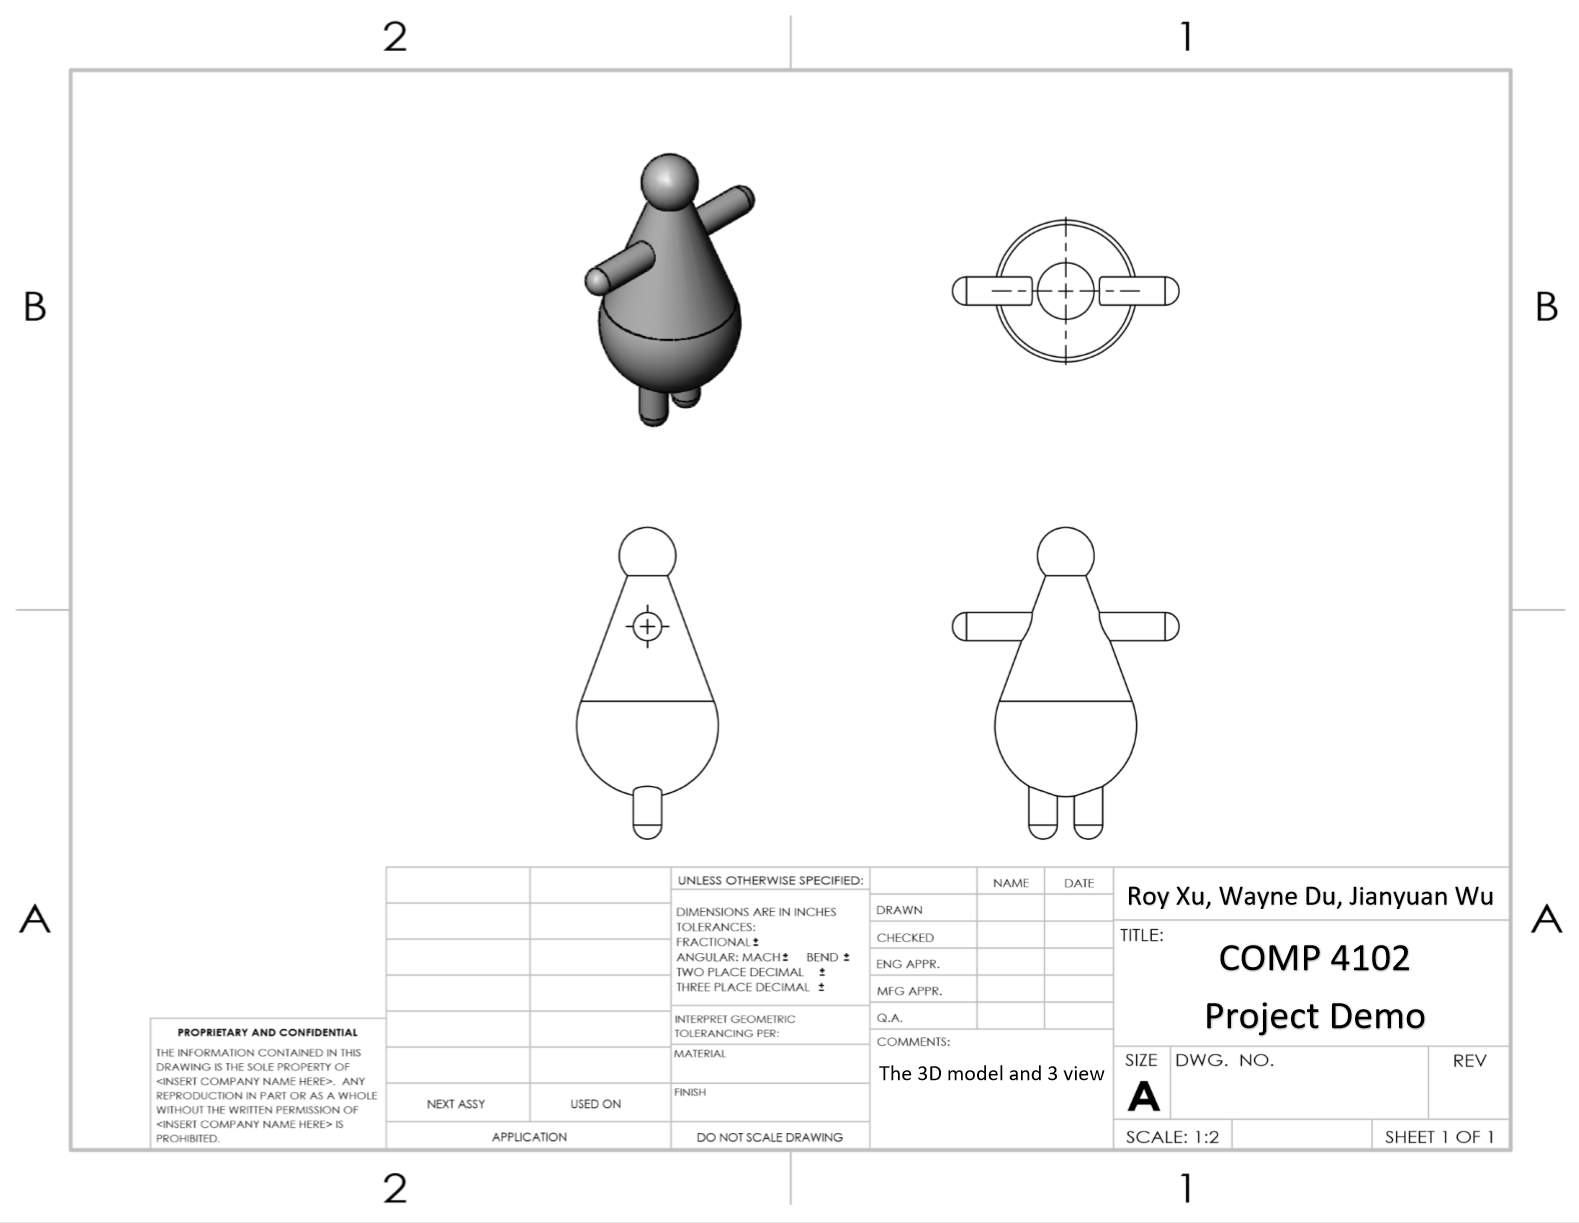 2
1
B
B
A
A
UNLESS OTHERWISE SPECIFIED:
DIMENSIONS ARE IN INCHES
TOLERANCES:
FRACTIONAL ±
ANGULAR: MACH ± BEND ±
TWO PLACE DECIMAL ±
THREE PLACE DECIMAL ±
INTERPRET GEOMETRIC
TOLERANCING PER:
MATERIAL
FINISH
DO NOT SCALE DRAWING
NAME DATE
DRAWN
CHECKED
ENG APPR.
MFG APPR.
Q.A.
COMMENTS:
The 3D model and 3 view
Roy Xu, Wayne Du, Jianyuan Wu
TITLE:
COMP 4102
Project Demo
SIZE DWG. NO. REV
A
SCALE: 1:2 SHEET 1 OF 1
PROPRIETARY AND CONFIDENTIAL
THE INFORMATION CONTAINED IN THIS
DRAWING IS THE SOLE PROPERTY OF
<INSERT COMPANY NAME HERE>. ANY
REPRODUCTION IN PART OR AS A WHOLE
WITHOUT THE WRITTEN PERMISSION OF
<INSERT COMPANY NAME HERE> IS
PROHIBITED.
NEXT ASSY USED ON
APPLICATION
2
1